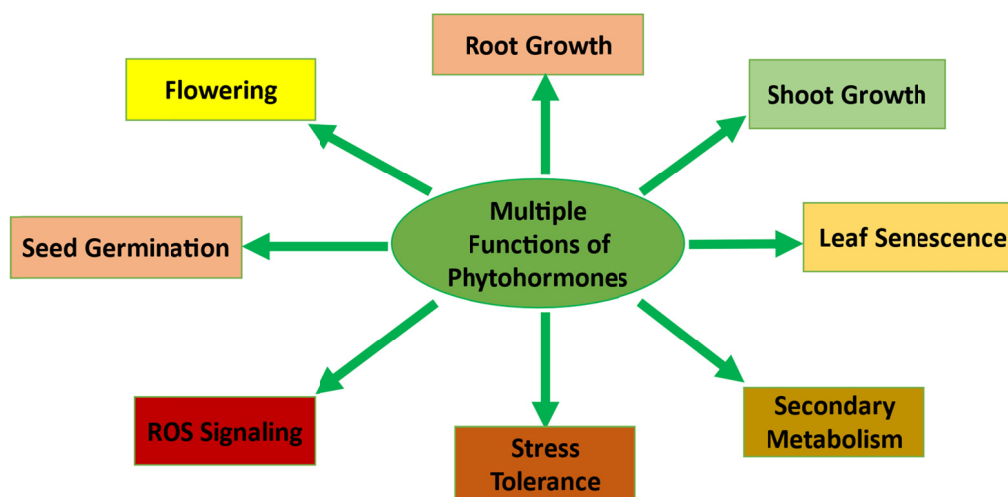 Root Growth
Flowering
Shoot Growth
Multiple
Functions of
Phytohormones
Seed Germination
Leaf Senescence
ROS Signaling
Stress
Tolerance
Secondary
Metabolism